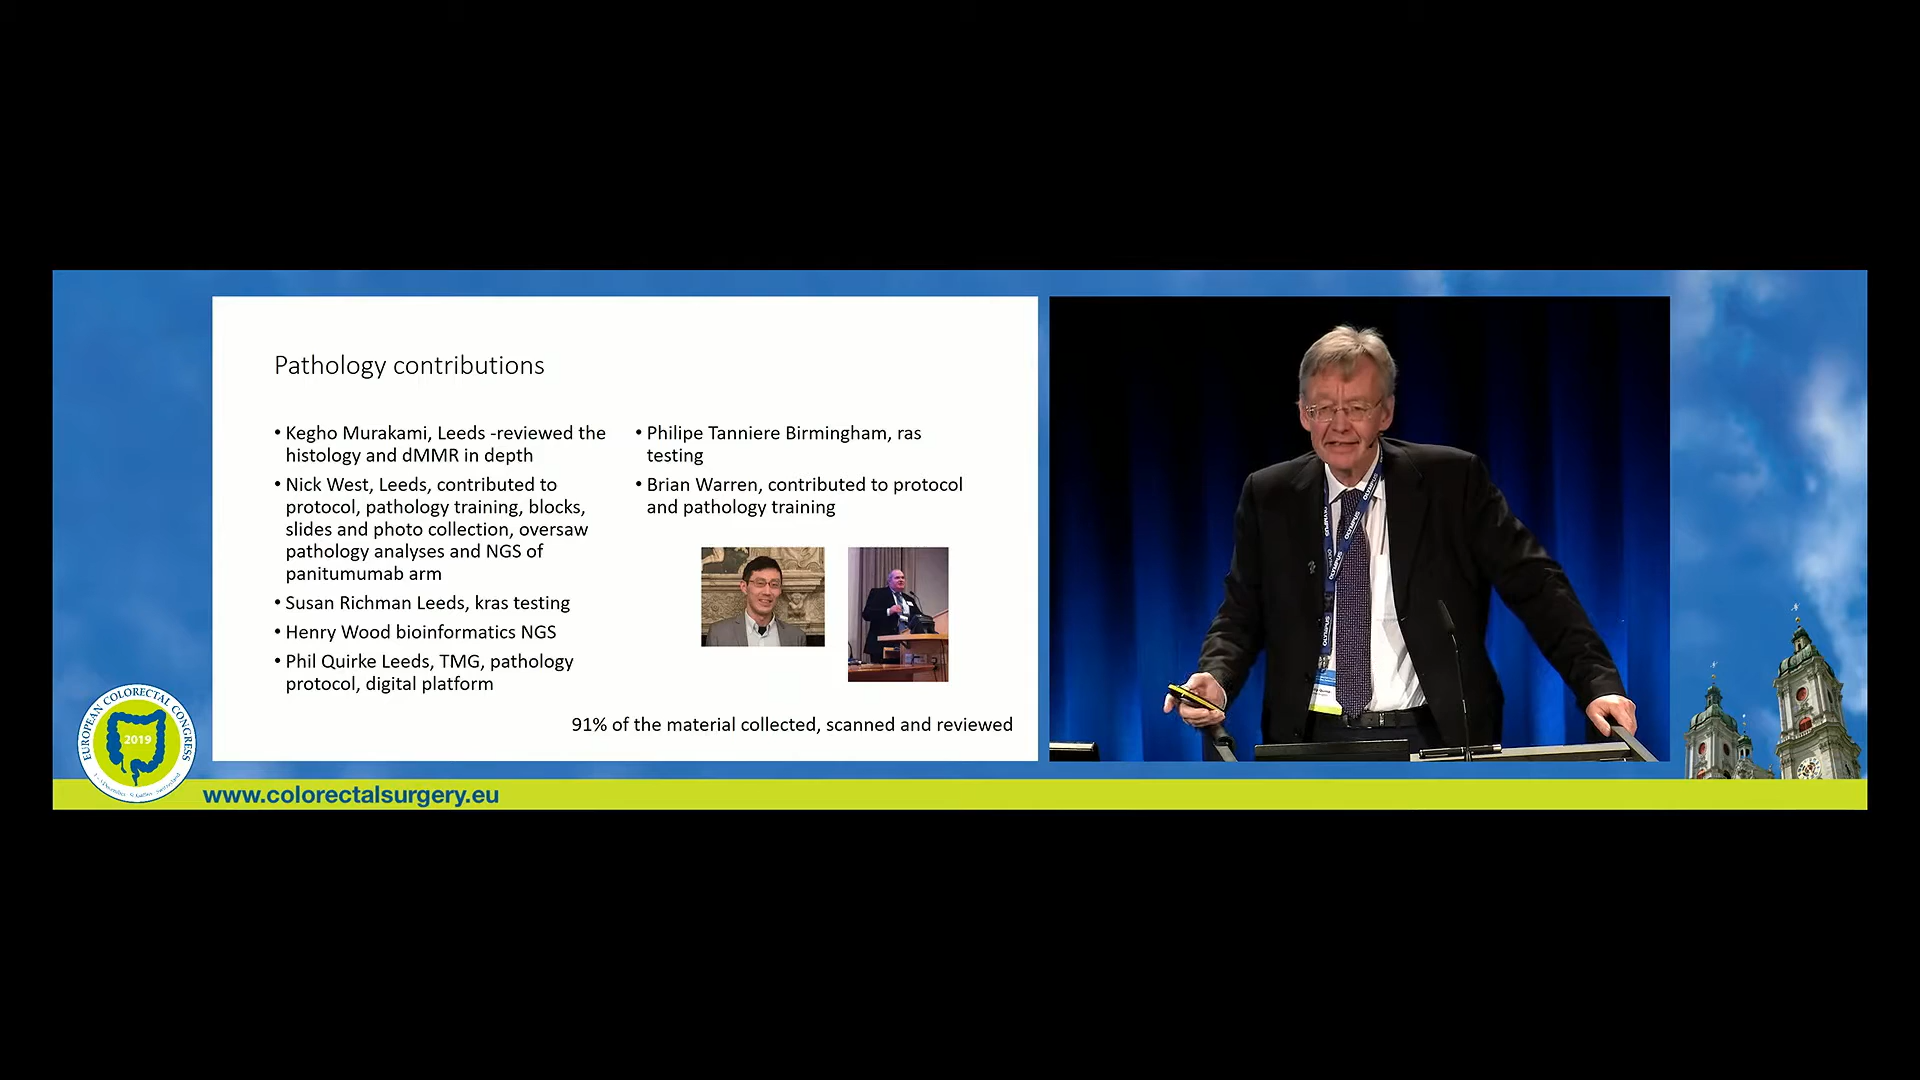 Pathology contributions
• Kegho Murakami, Leeds -reviewed the
histology and dMMR in depth
• Nick West, Leeds, contributed to
protocol, pathology training, blocks,
slides and photo collection, oversaw
pathology analyses and NGS of
panitumumab arm
• Susan Richman Leeds, kras testing
• Henry Wood bioinformatics NGS
• Phil Quirke Leeds, TMG, pathology
protocol, digital platform
• Philipe Tanniere Birmingham, ras
testing
• Brian Warren, contributed to protocol
and pathology training
91% of the material collected, scanned and reviewed
OLYMPUS
OLYMPUS
OLYMPUS
OLYMPUS
EUROPEAN COLORECTAL CONGRESS
2019
www.colorectalsurgery.eu